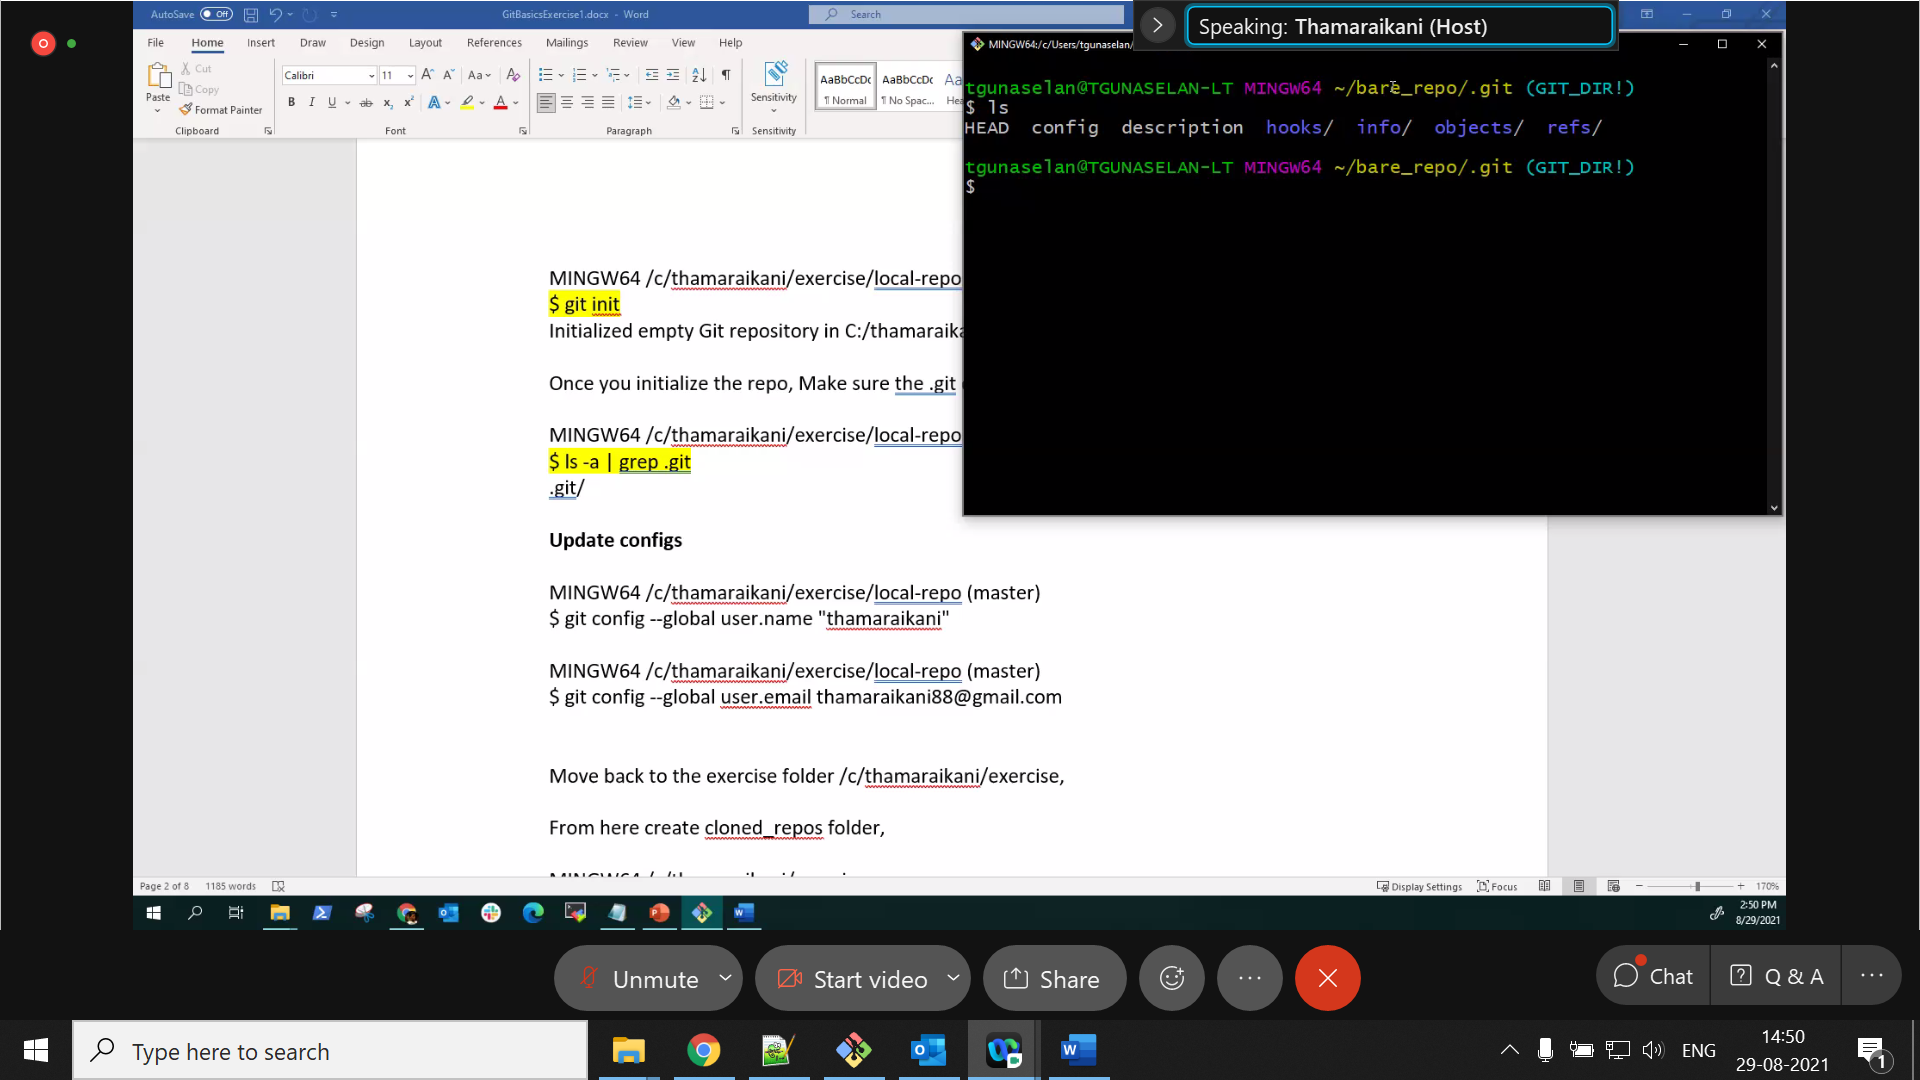 AutoSave Off
GitBasicsExercise1.docx - Word
Search
Speaking: Thamaraikani (Host)
File Home Insert Draw Design Layout References Mailings Review View Help
Paste
Cut
Copy
Format Painter
Clipboard
Calibri 11
Font
Paragraph
Sensitivity
Sensitivity
AaBbCcDc AaBbCcDc
¶ Normal ¶ No Spac...
MINGW64:/c/Users/tgunaselan/
tgunaselan@TGUNASELAN-LT MINGW64 ~/bare_repo/.git (GIT_DIR!)
$ ls
HEAD config description hooks/ info/ objects/ refs/
tgunaselan@TGUNASELAN-LT MINGW64 ~/bare_repo/.git (GIT_DIR!)
$
MINGW64 /c/thamaraikani/exercise/local-repo
$ git init
Initialized empty Git repository in C:/thamaraika
Once you initialize the repo, Make sure the .git
MINGW64 /c/thamaraikani/exercise/local-repo
$ ls -a | grep .git
.git/
Update configs
MINGW64 /c/thamaraikani/exercise/local-repo (master)
$ git config --global user.name "thamaraikani"
MINGW64 /c/thamaraikani/exercise/local-repo (master)
$ git config --global user.email thamaraikani88@gmail.com
Move back to the exercise folder /c/thamaraikani/exercise,
From here create cloned_repos folder,
Page 2 of 8 1185 words
Display Settings Focus 170%
2:50 PM
8/29/2021
Unmute Start video Share
Chat Q & A
Type here to search
ENG
14:50
29-08-2021
1